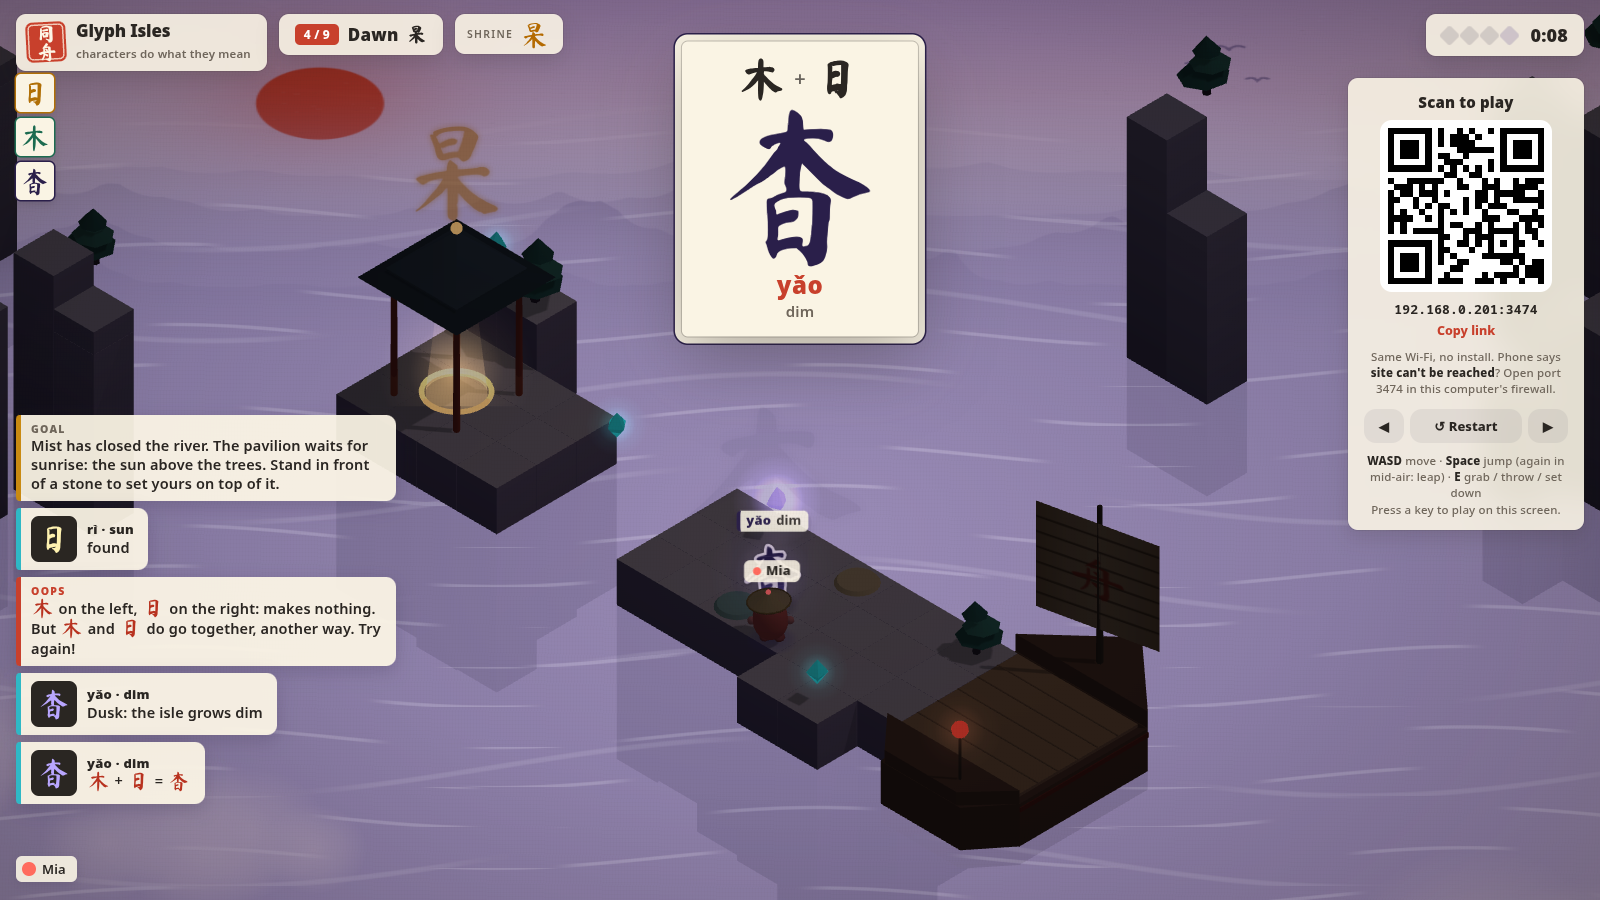 同舟
Glyph Isles
characters do what they mean
4 / 9 Dawn 杲
SHRINE 杲
0:08
日
木
杳
杲
木 + 日
杳
yǎo
dim
Scan to play
192.168.0.201:3474
Copy link
Same Wi-Fi, no install. Phone says
site can't be reached? Open port
3474 in this computer's firewall.
◀ ↺ Restart ▶
WASD move · Space jump (again in
mid-air: leap) · E grab / throw / set
down
Press a key to play on this screen.
GOAL
Mist has closed the river. The pavilion waits for
sunrise: the sun above the trees. Stand in front
of a stone to set yours on top of it.
日
rì · sun
found
OOPS
木 on the left, 日 on the right: makes nothing.
But 木 and 日 do go together, another way. Try
again!
杳
yǎo · dim
Dusk: the isle grows dim
杳
yǎo · dim
木 + 日 = 杳
yǎo dim
Mia
舟
Mia